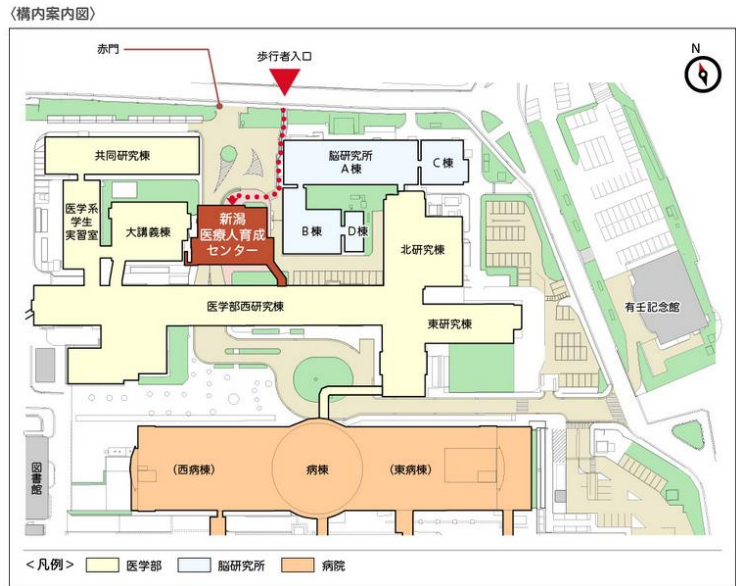 〈構内案内図〉
赤門
歩行者入口
N
共同研究棟
脳研究所
A棟
C棟
医学系
学生
実習室
大講義棟
新潟
医療人育成
センター
B棟
D棟
北研究棟
医学部西研究棟
東研究棟
有壬記念館
図書館
(西病棟)
病棟
(東病棟)
<凡例>
医学部
脳研究所
病院